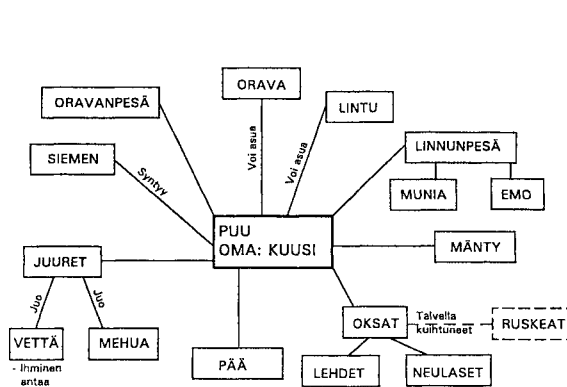 ORAVA
ORAVANPESÄ
LINTU
SIEMEN
Syntyy
Voi asua
Voi asua
LINNUNPESÄ
MUNIA
EMO
PUU
OMA: KUUSI
MÄNTY
JUURET
Juo
Juo
VETTÄ
MEHUA
- Ihminen
antaa
PÄÄ
OKSAT
Talvella
kuihtuneet
RUSKEAT
LEHDET
NEULASET